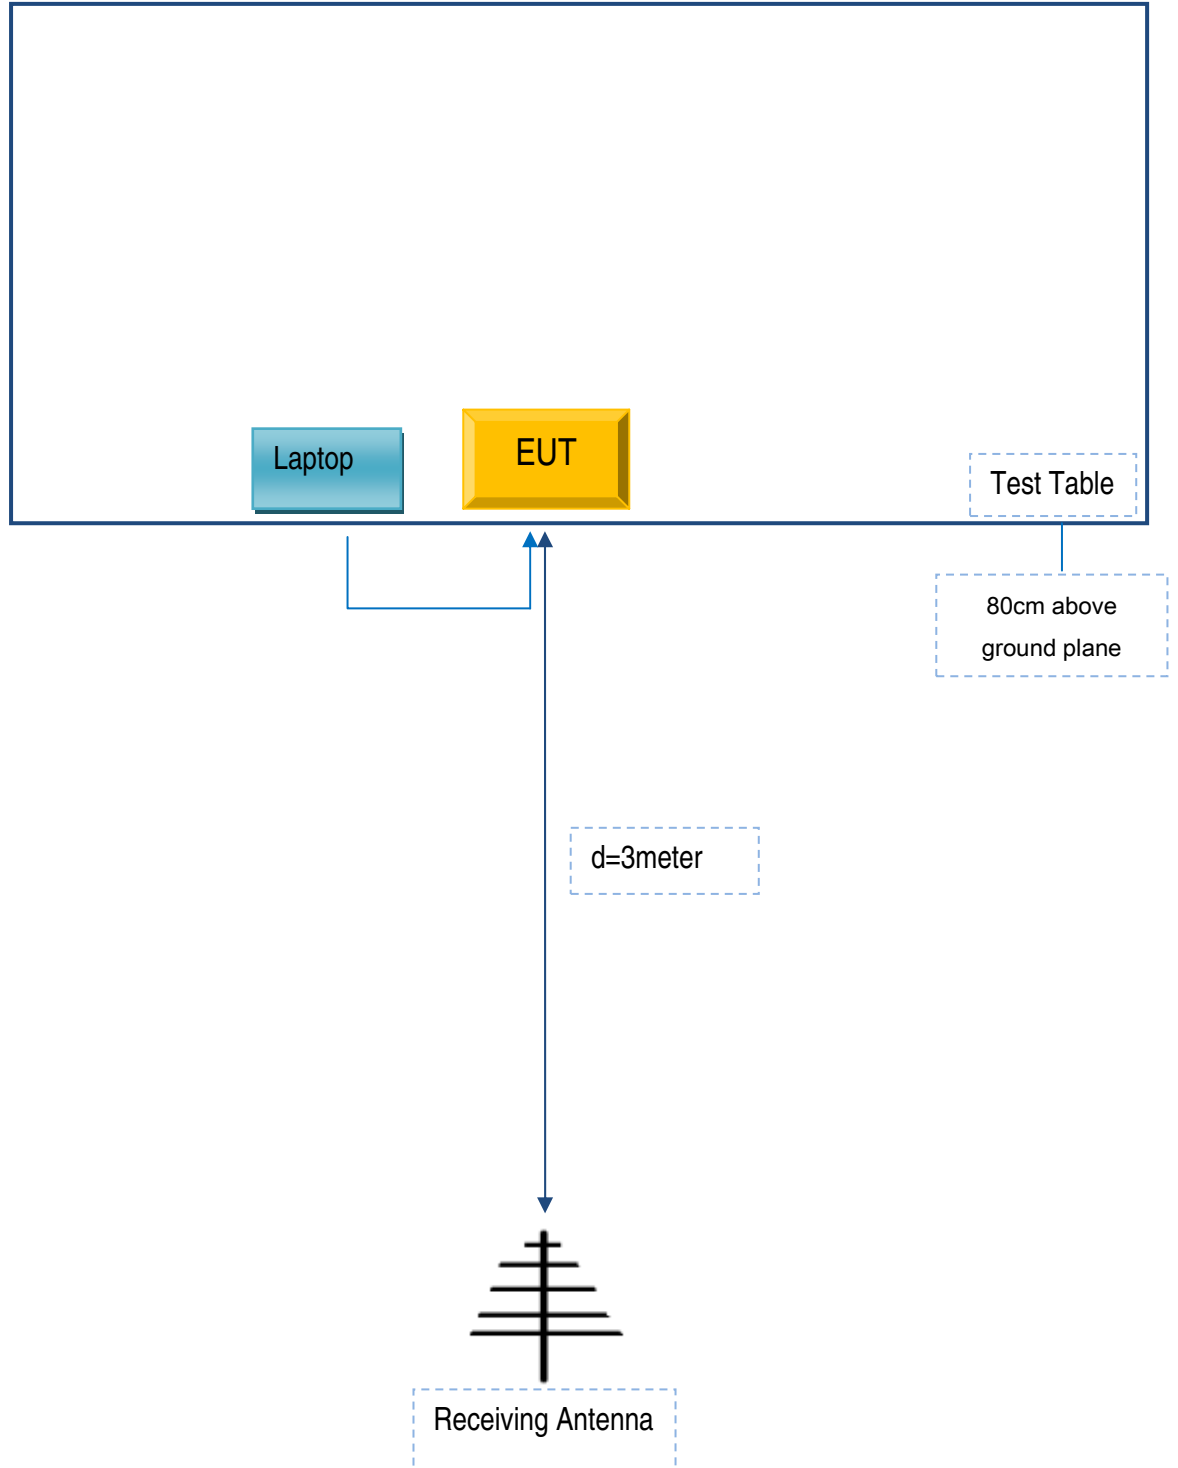 Laptop
EUT
Test Table
80cm above
ground plane
d=3meter
Receiving Antenna